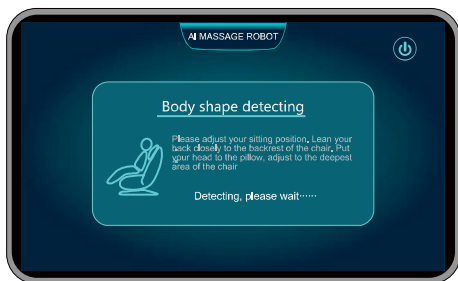 AI MASSAGE ROBOT
Body shape detecting
Please adjust your sitting position, Lean your
back closely to the backrest of the chair, Put
your head to the pillow, adjust to the deepest
area of the chair
Detecting, please wait······